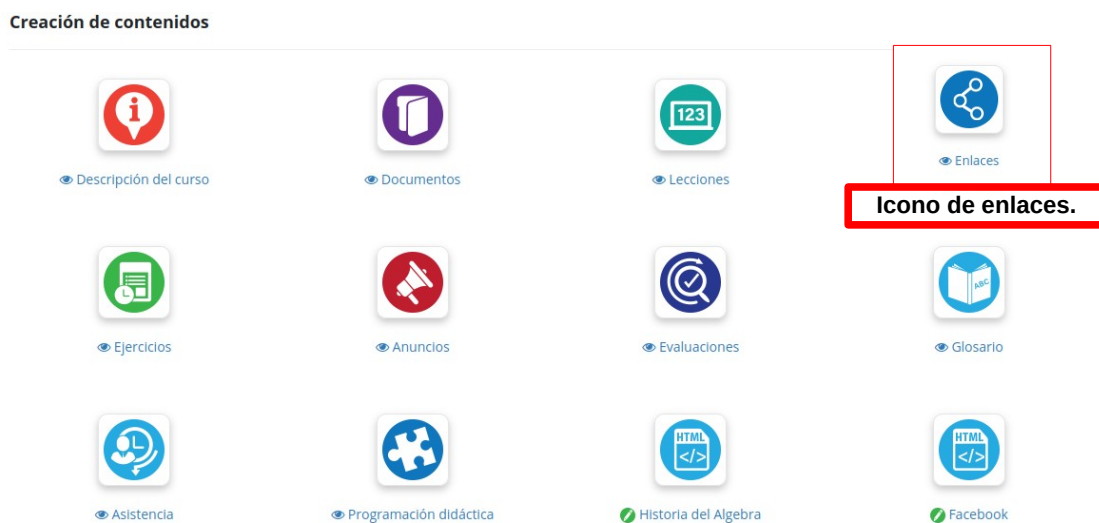 Creación de contenidos
123
Descripción del curso
Documentos
Lecciones
Enlaces
Icono de enlaces.
ABC
Ejercicios
Anuncios
Evaluaciones
Glosario
HTML
</>
HTML
</>
Asistencia
Programación didáctica
Historia del Algebra
Facebook